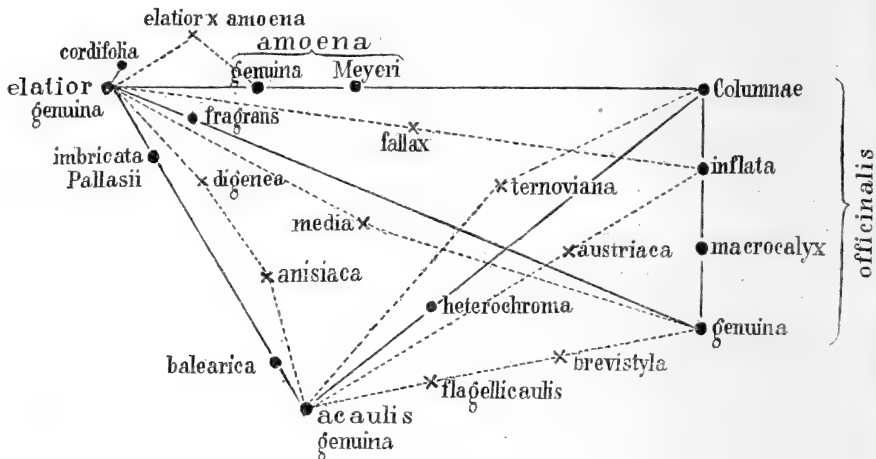 elatior x amoena
amoena
cordifolia
genuina Meyeri
elatior
genuina
Columnae
fragrans
fallax
imbricata
Pallasii
digenea
ternoviana
inflata
media
austriaca
macrocalyx
officinalis
anisiaca
heterochroma
genuina
balearica
brevistyla
flagellicaulis
acaulis
genuina